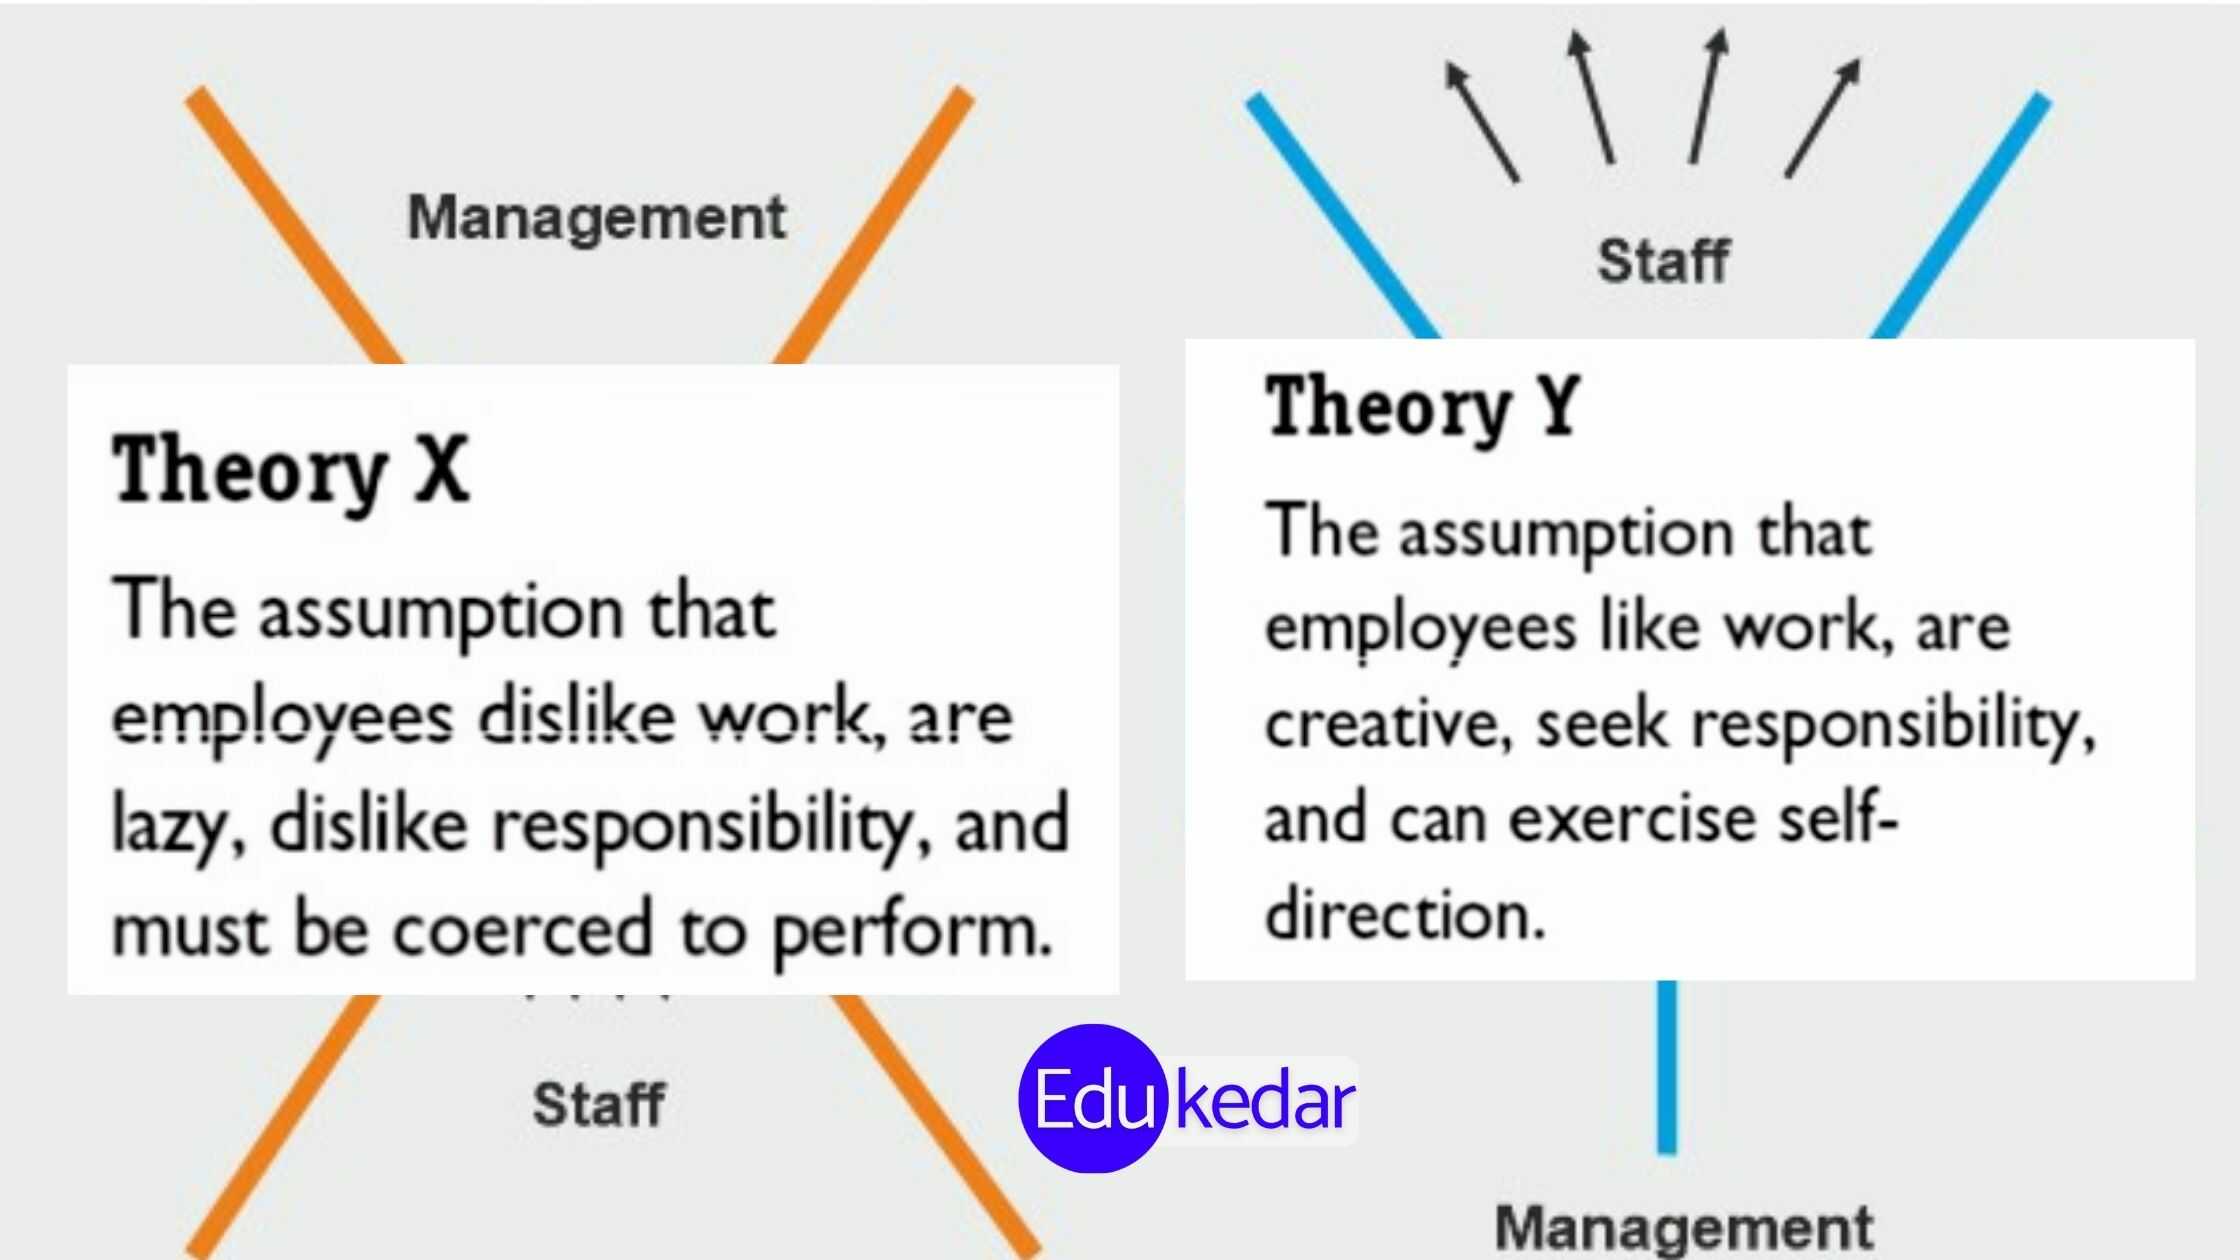 Management
Theory X
The assumption that
employees dislike work, are
lazy, dislike responsibility, and
must be coerced to perform.
Staff
Staff
Theory Y
The assumption that
employees like work, are
creative, seek responsibility,
and can exercise self-
direction.
Management
Edukedar